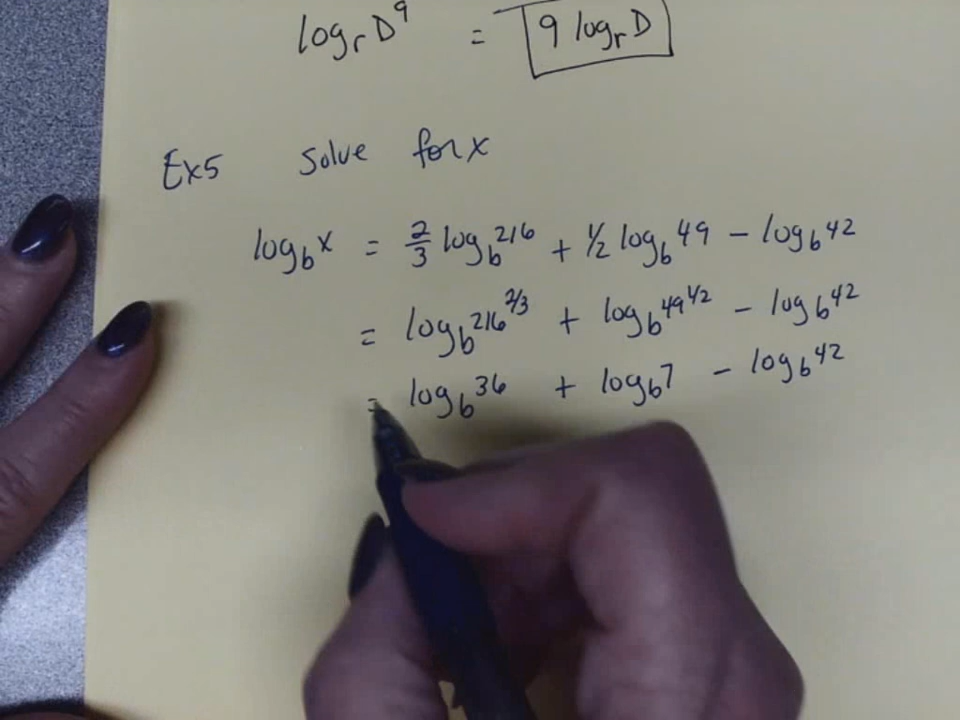 log_r D^9 = 9 log_r D
Ex5 Solve for x
log_b x = 2/3 log_b 216 + 1/2 log_b 49 - log_b 42
= log_b 216^2/3 + log_b 49^1/2 - log_b 42
= log_b 36 + log_b 7 - log_b 42